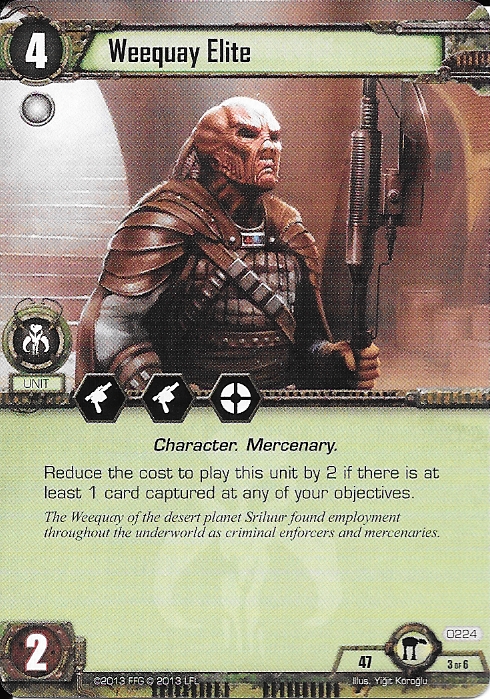 4
Weequay Elite
UNIT
Character. Mercenary.
Reduce the cost to play this unit by 2 if there is at
least 1 card captured at any of your objectives.
The Weequay of the desert planet Sriluur found employment
throughout the underworld as criminal enforcers and mercenaries.
0224
2
47
3 OF 6
©2013 FFG © 2013 LFL
Illus. Yiğit Köroğlu